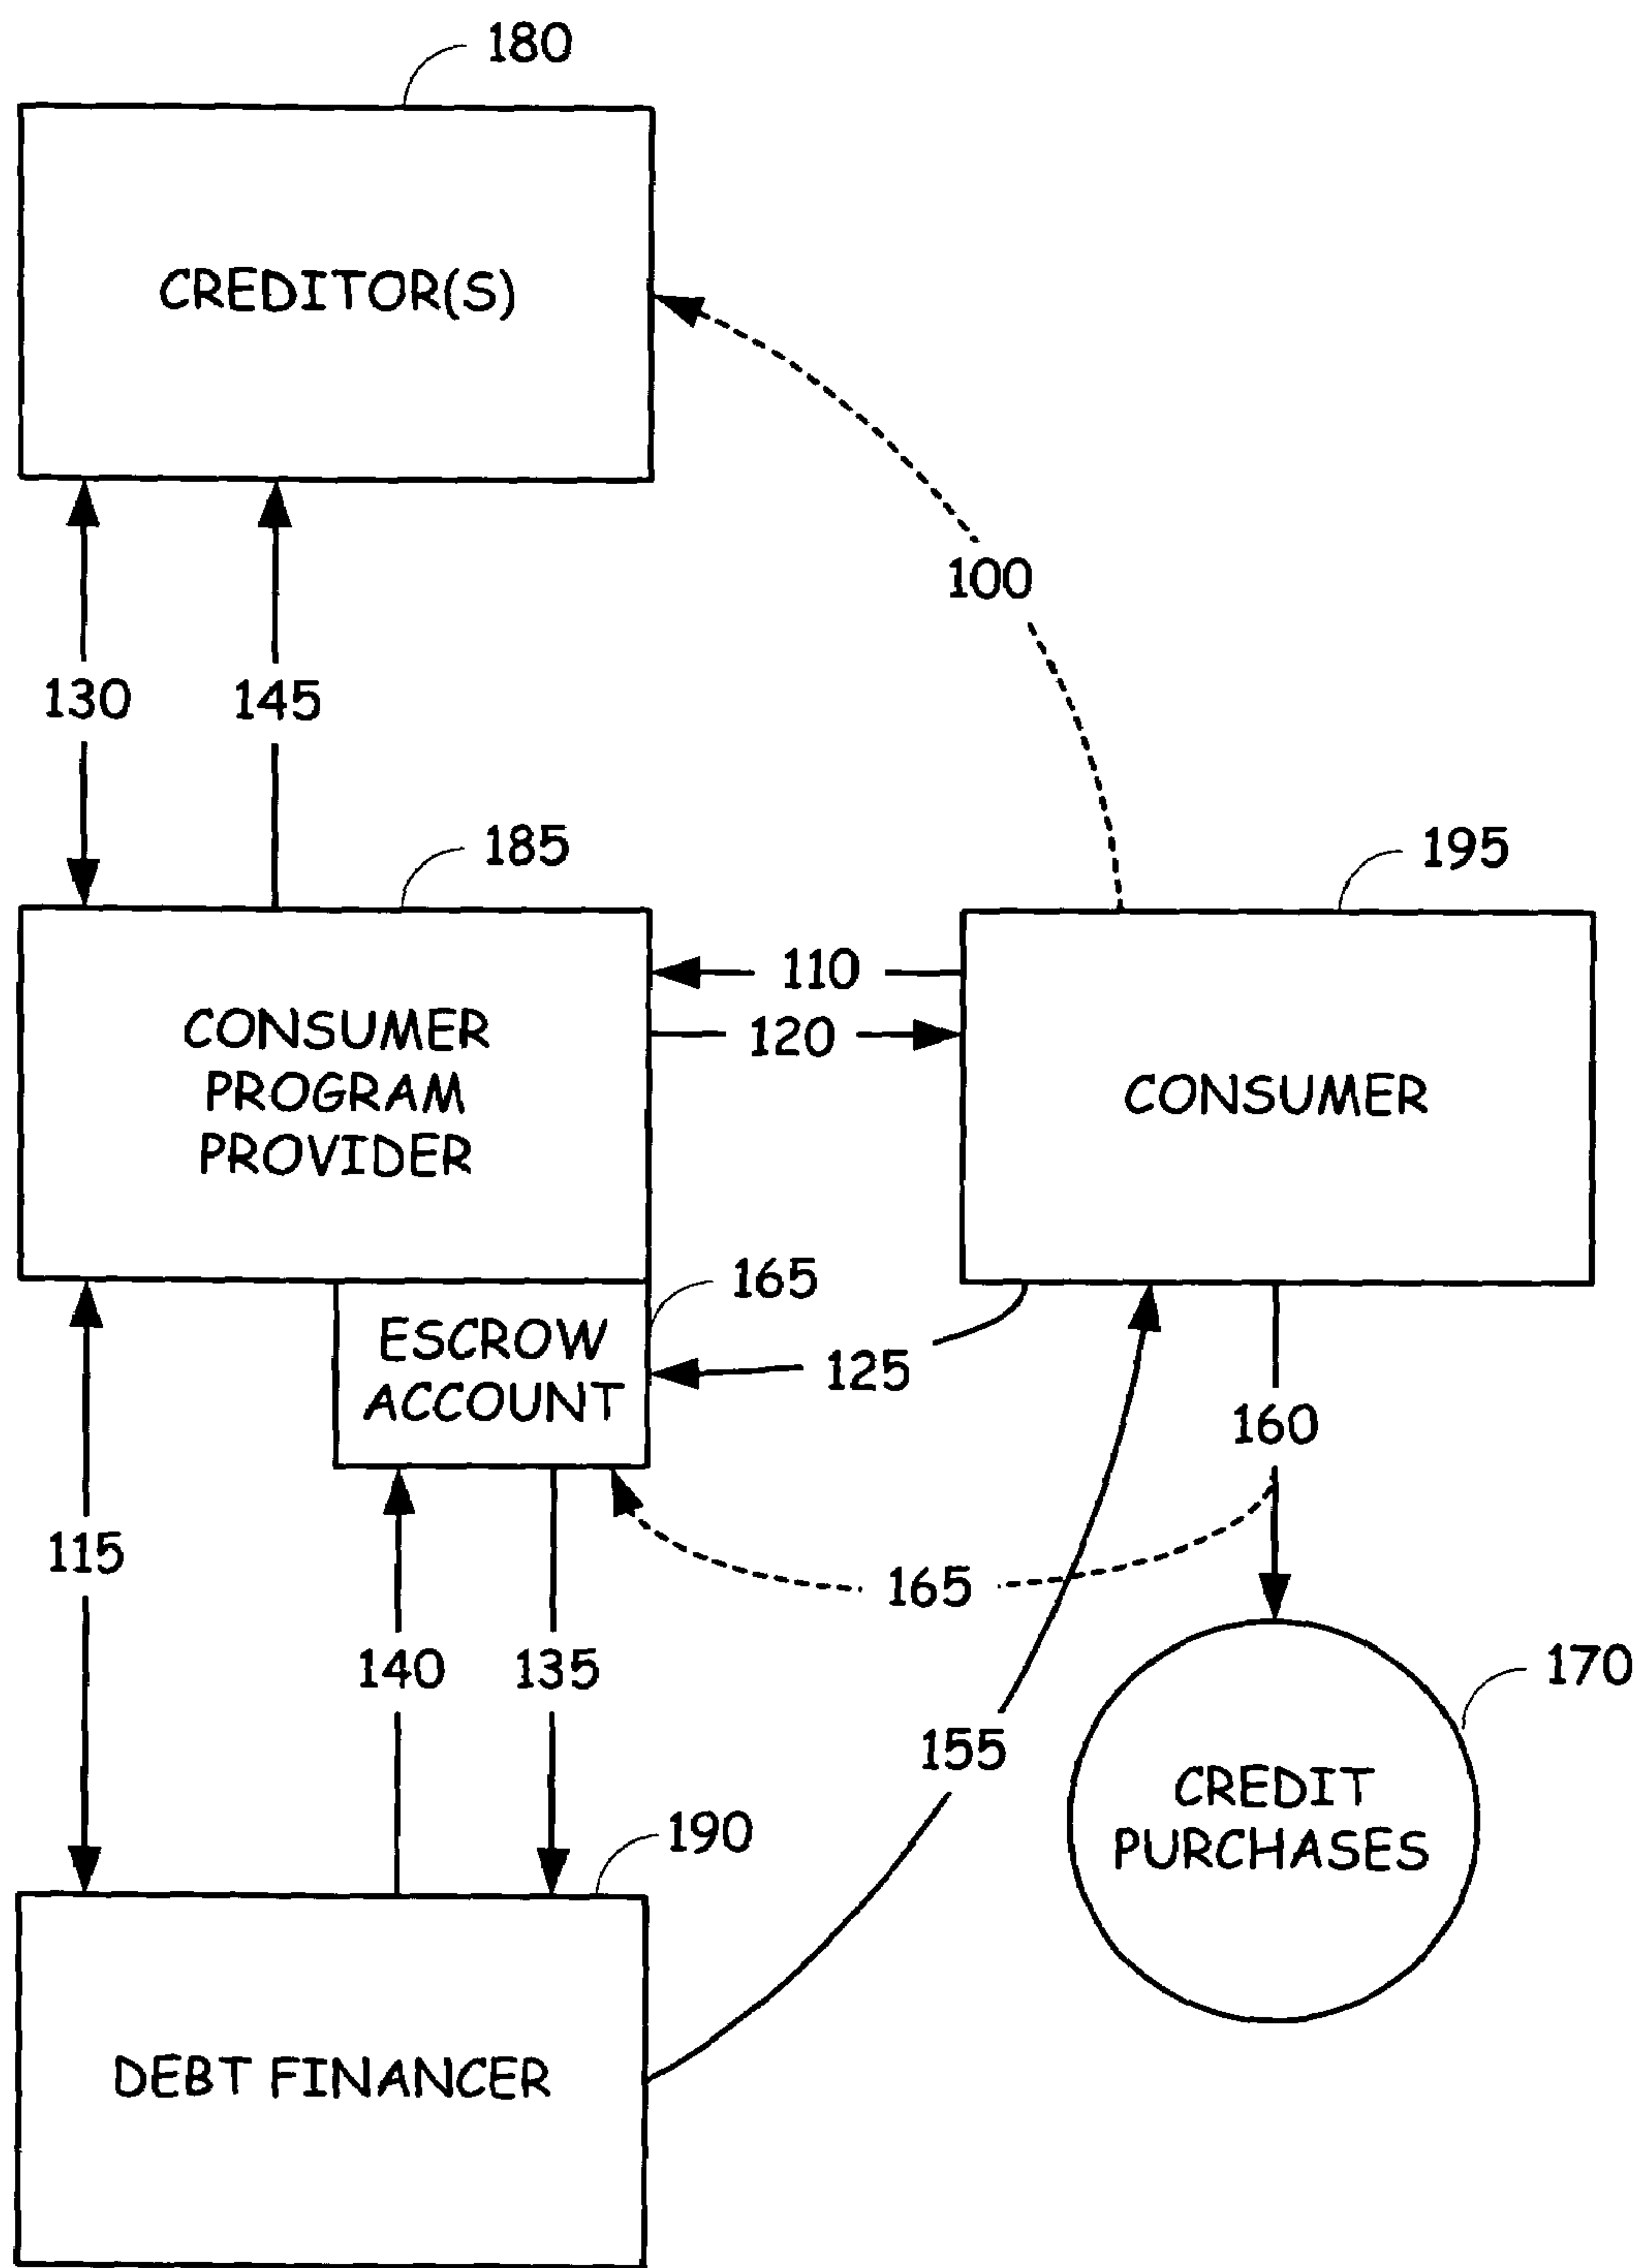 180
CREDITOR(S)
100
130
145
185
195
110
120
CONSUMER
PROGRAM
PROVIDER
CONSUMER
165
ESCROW
ACCOUNT
125
160
115
165
140
135
170
155
CREDIT
PURCHASES
190
DEBT FINANCER